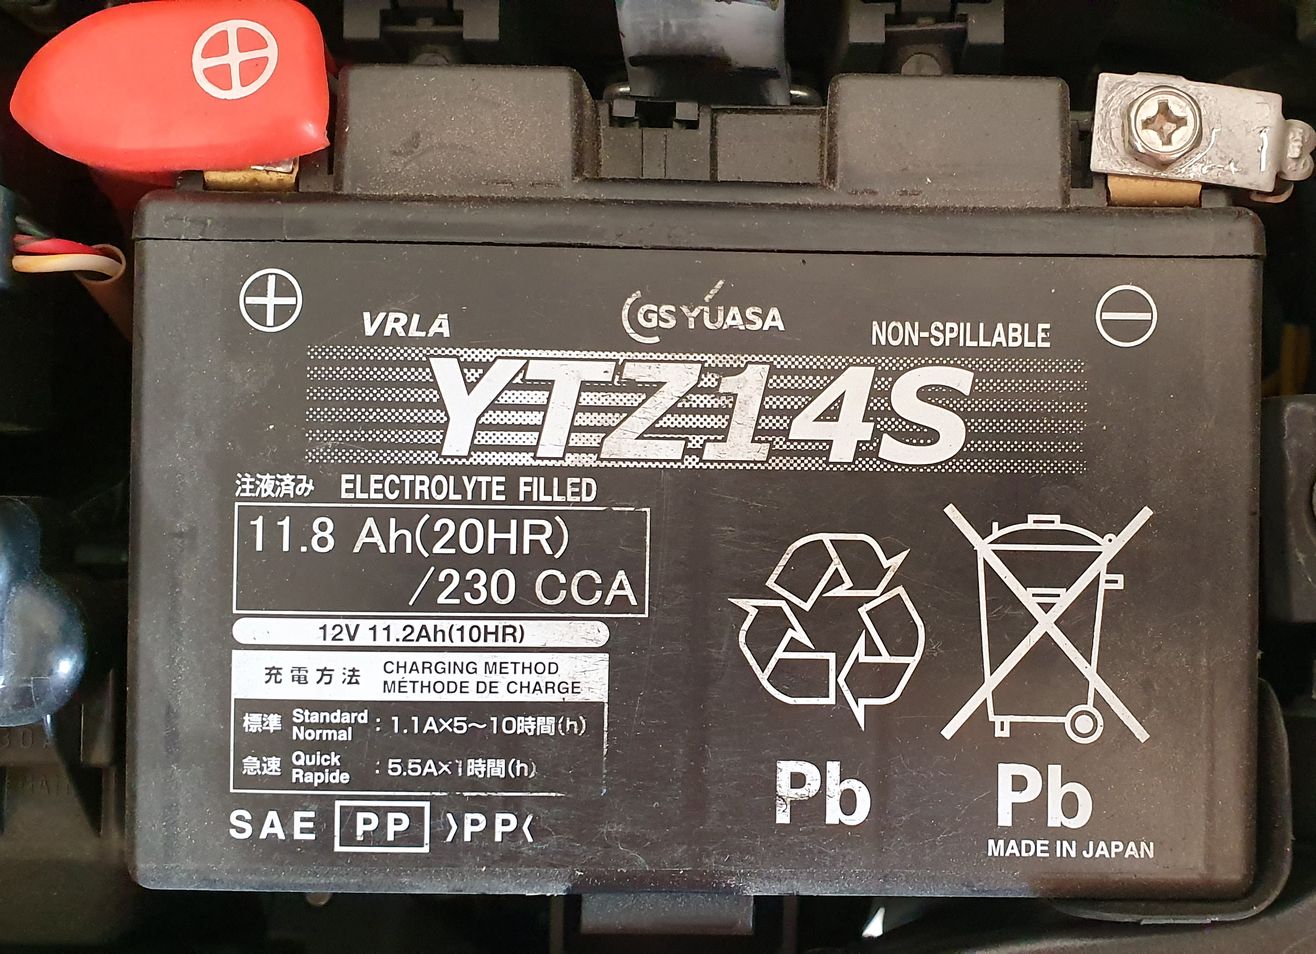 VRLA
GS YUASA
NON-SPILLABLE
YTZ14S
注液済み ELECTROLYTE FILLED
11.8 Ah(20HR)
/230 CCA
12V 11.2Ah(10HR)
充電方法 CHARGING METHOD
MÉTHODE DE CHARGE
標準 Standard Normal : 1.1A×5～10時間(h)
急速 Quick Rapide : 5.5A×1時間(h)
SAE PP >PP<
Pb
Pb
MADE IN JAPAN